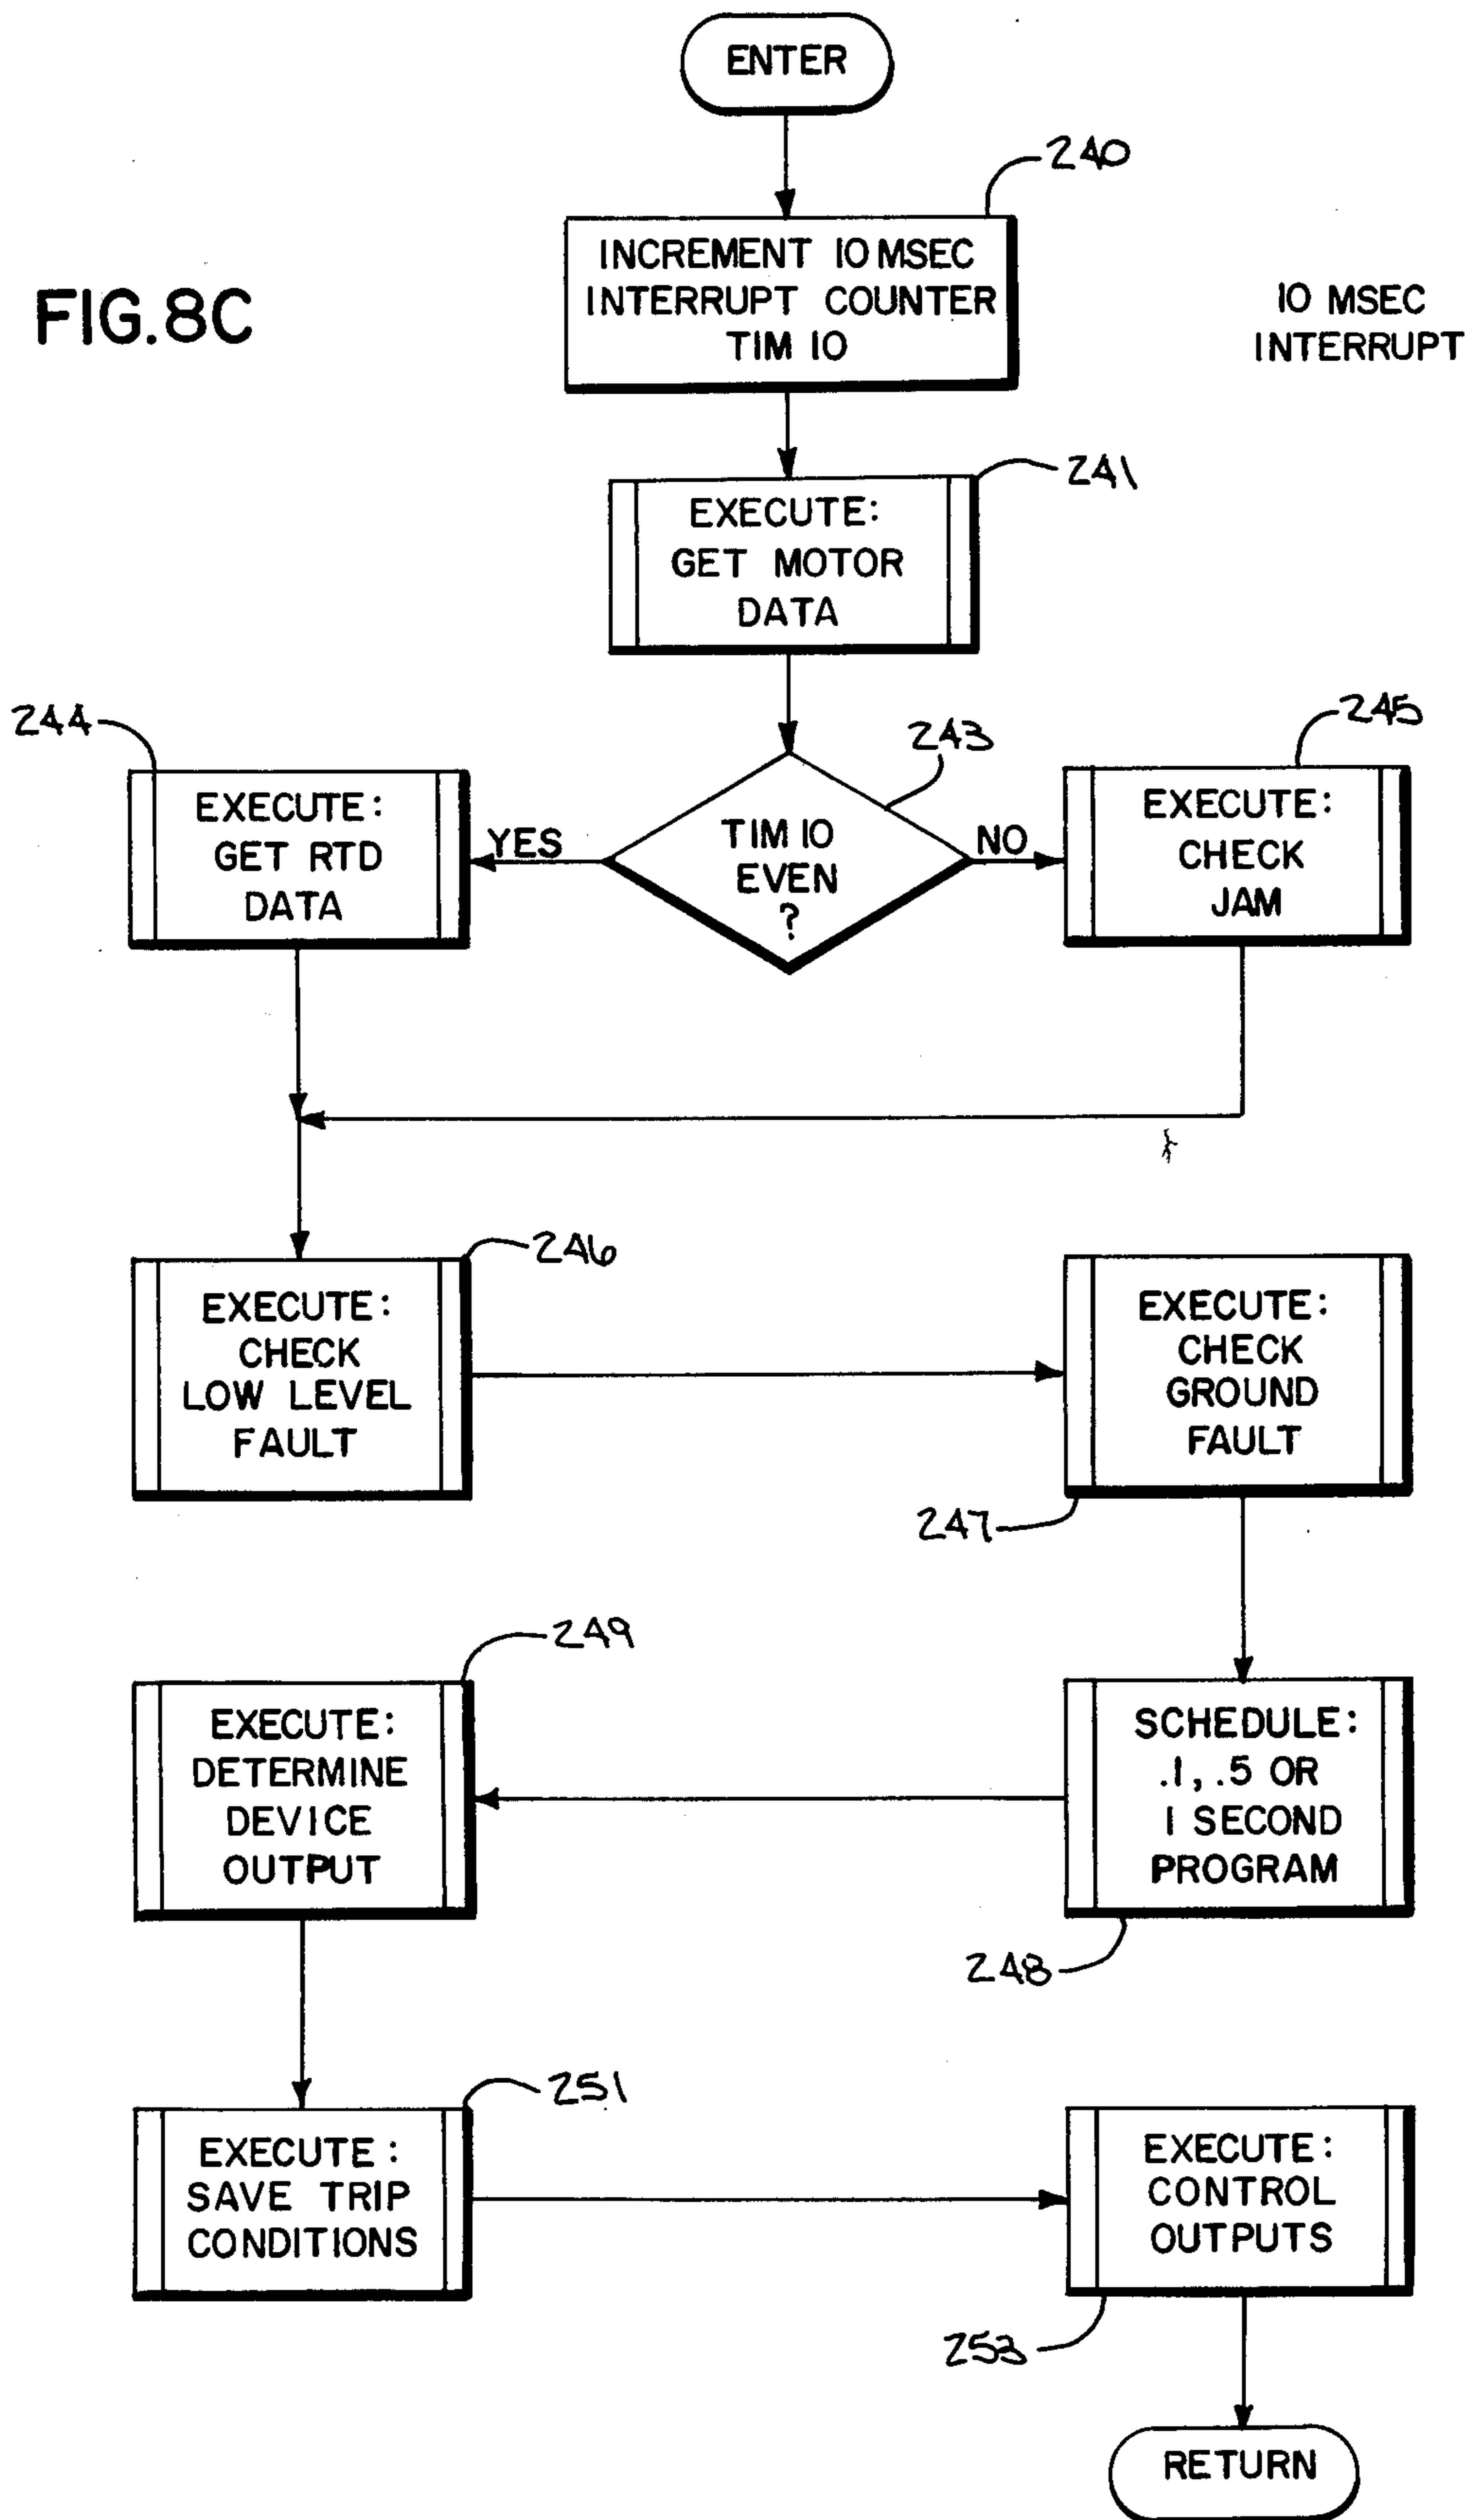 ENTER
240
INCREMENT 10 MSEC
INTERRUPT COUNTER
TIM 10
FIG.8C
10 MSEC
INTERRUPT
241
EXECUTE:
GET MOTOR
DATA
244
243
245
EXECUTE:
GET RTD
DATA
YES
TIM 10
EVEN
?
NO
EXECUTE:
CHECK
JAM
246
EXECUTE:
CHECK
LOW LEVEL
FAULT
EXECUTE:
CHECK
GROUND
FAULT
247
249
EXECUTE:
DETERMINE
DEVICE
OUTPUT
SCHEDULE:
.1, .5 OR
1 SECOND
PROGRAM
248
251
EXECUTE:
SAVE TRIP
CONDITIONS
EXECUTE:
CONTROL
OUTPUTS
253
RETURN